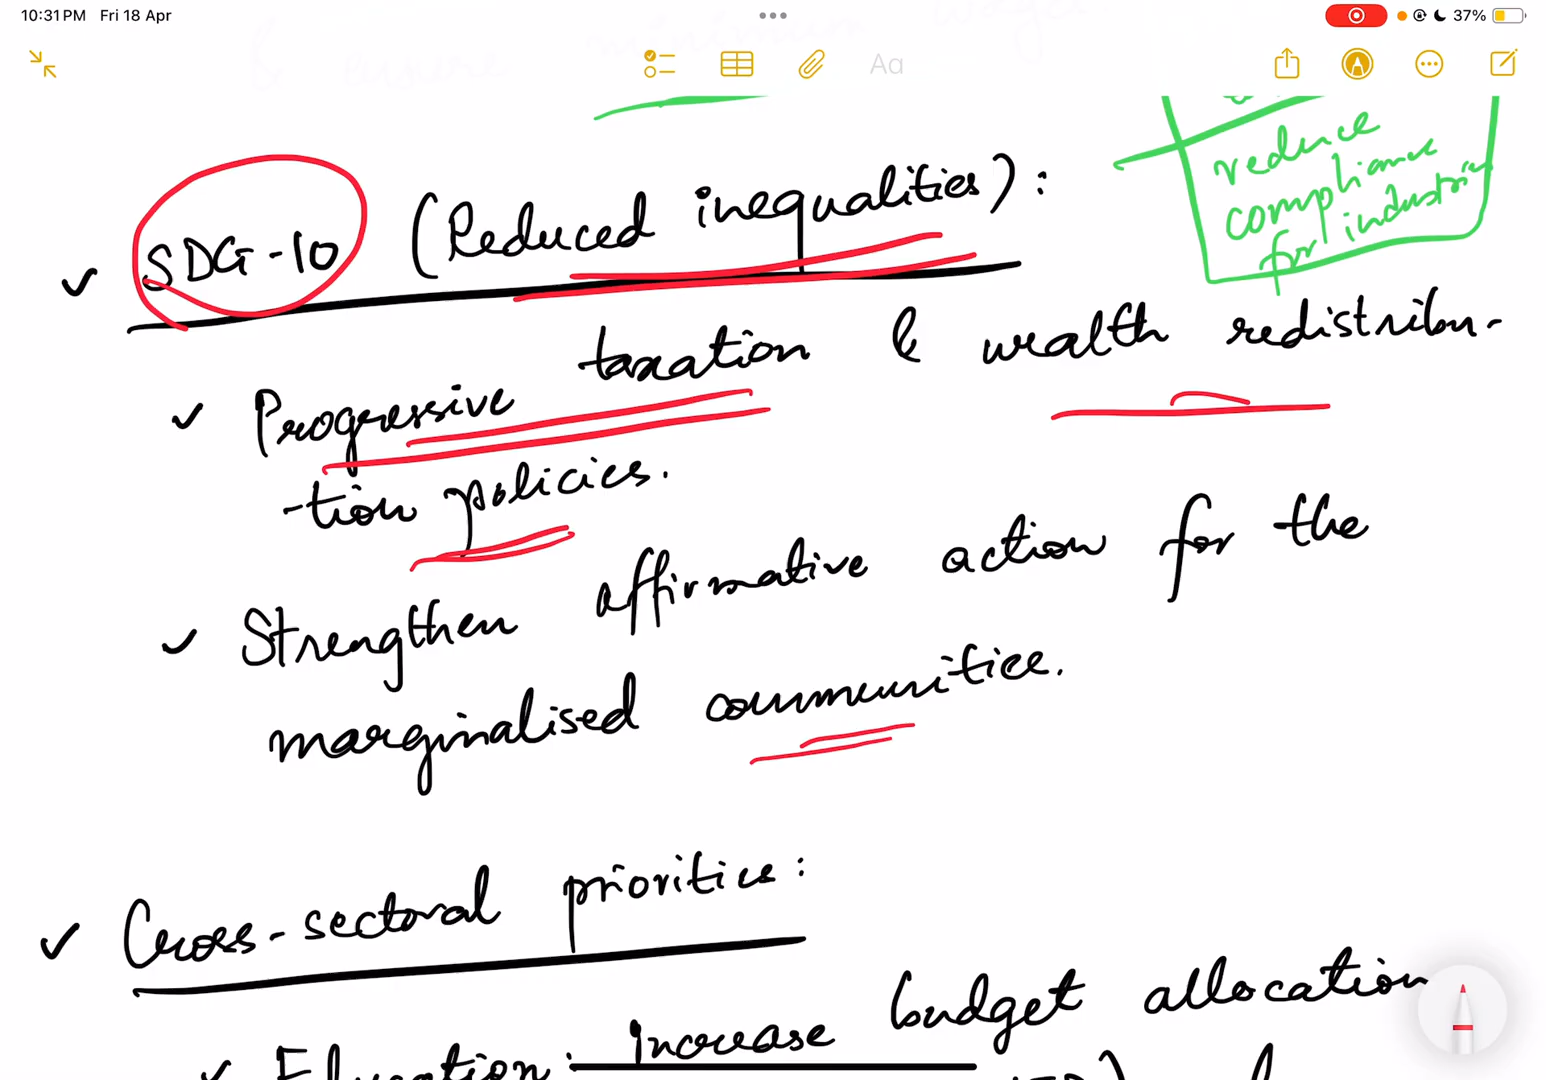 10:31 PM Fri 18 Apr
37%
Aa
reduce
compliance
for industries
SDG-10 (Reduced inequalities):
Progressive taxation & wealth redistribu-
-tion policies.
Strengthen affirmative action for the
marginalised communities.
Cross-sectoral priorities:
Education: Increase budget allocation